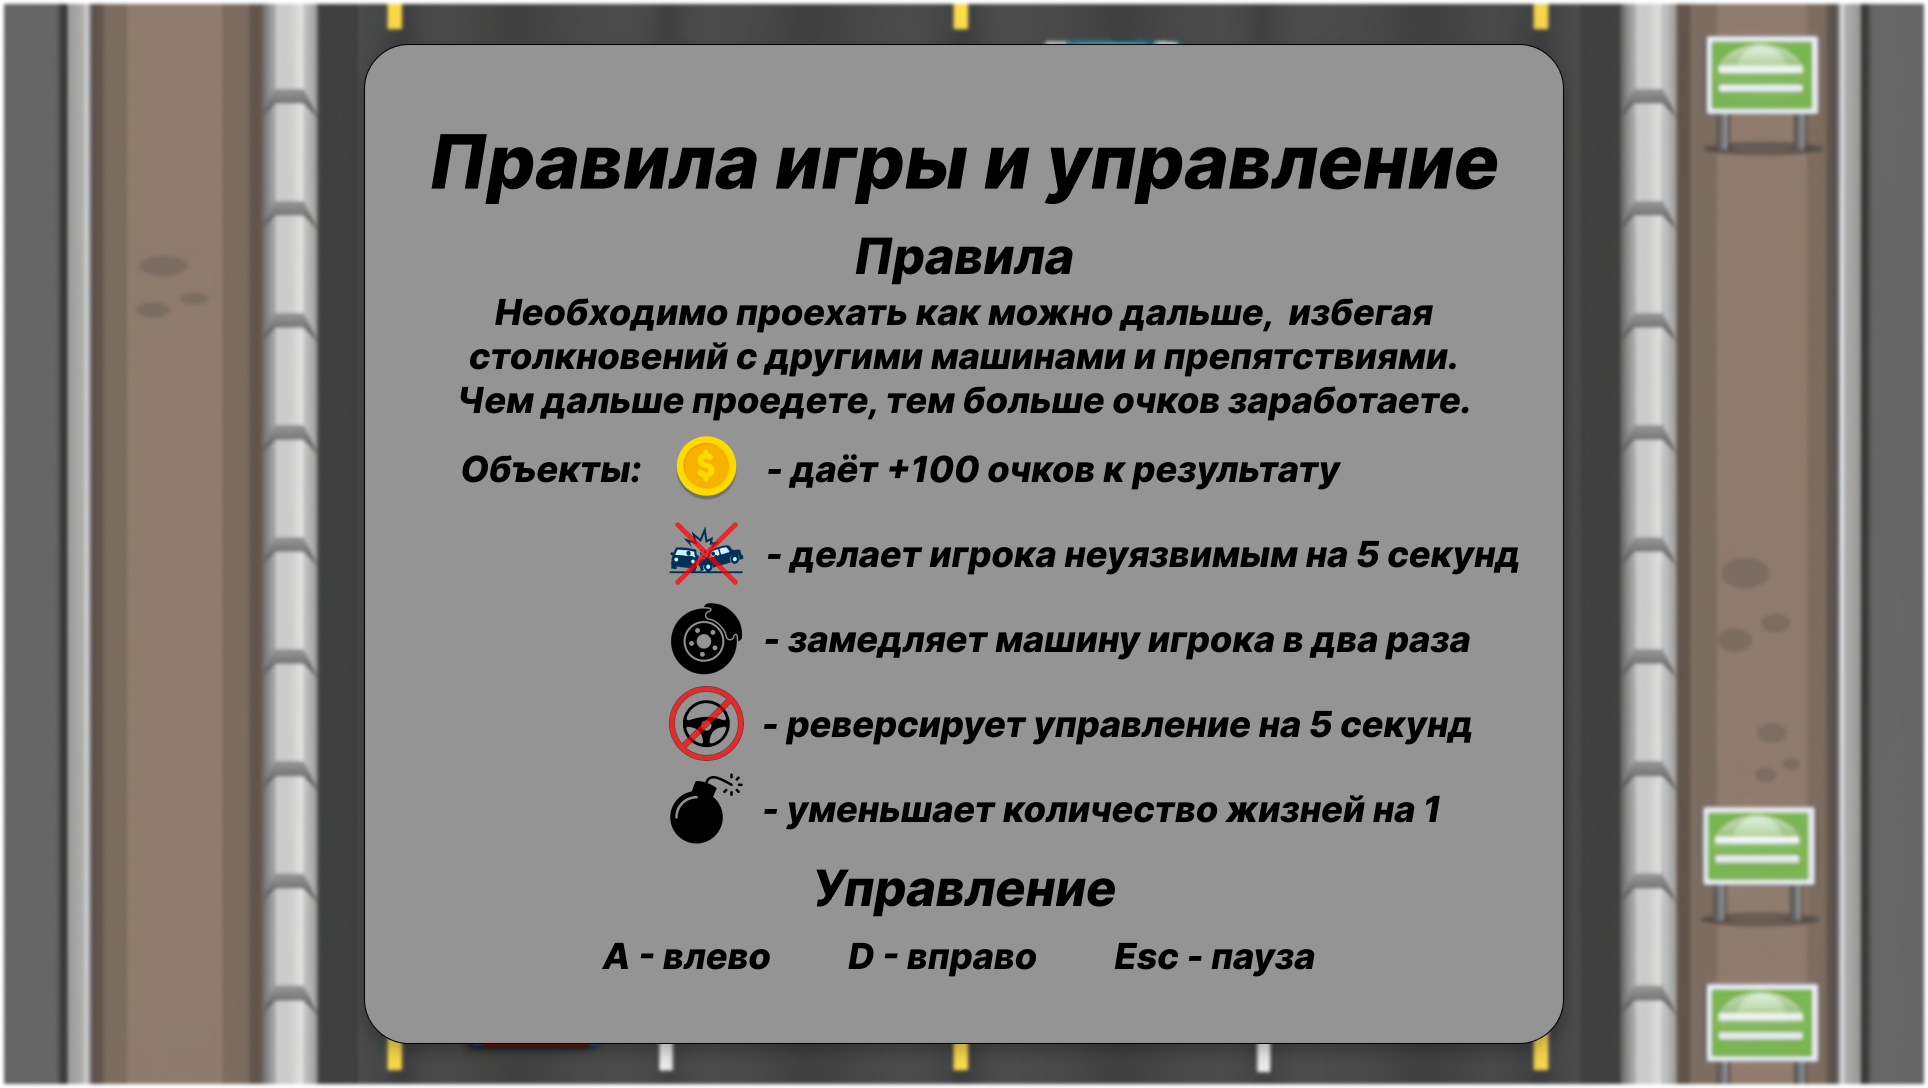 Правила игры и управление
Правила
Необходимо проехать как можно дальше, избегая
столкновений с другими машинами и препятствиями.
Чем дальше проедете, тем больше очков заработаете.
Объекты: $ - даёт +100 очков к результату
- делает игрока неуязвимым на 5 секунд
- замедляет машину игрока в два раза
- реверсирует управление на 5 секунд
- уменьшает количество жизней на 1
Управление
A - влево D - вправо Esc - пауза